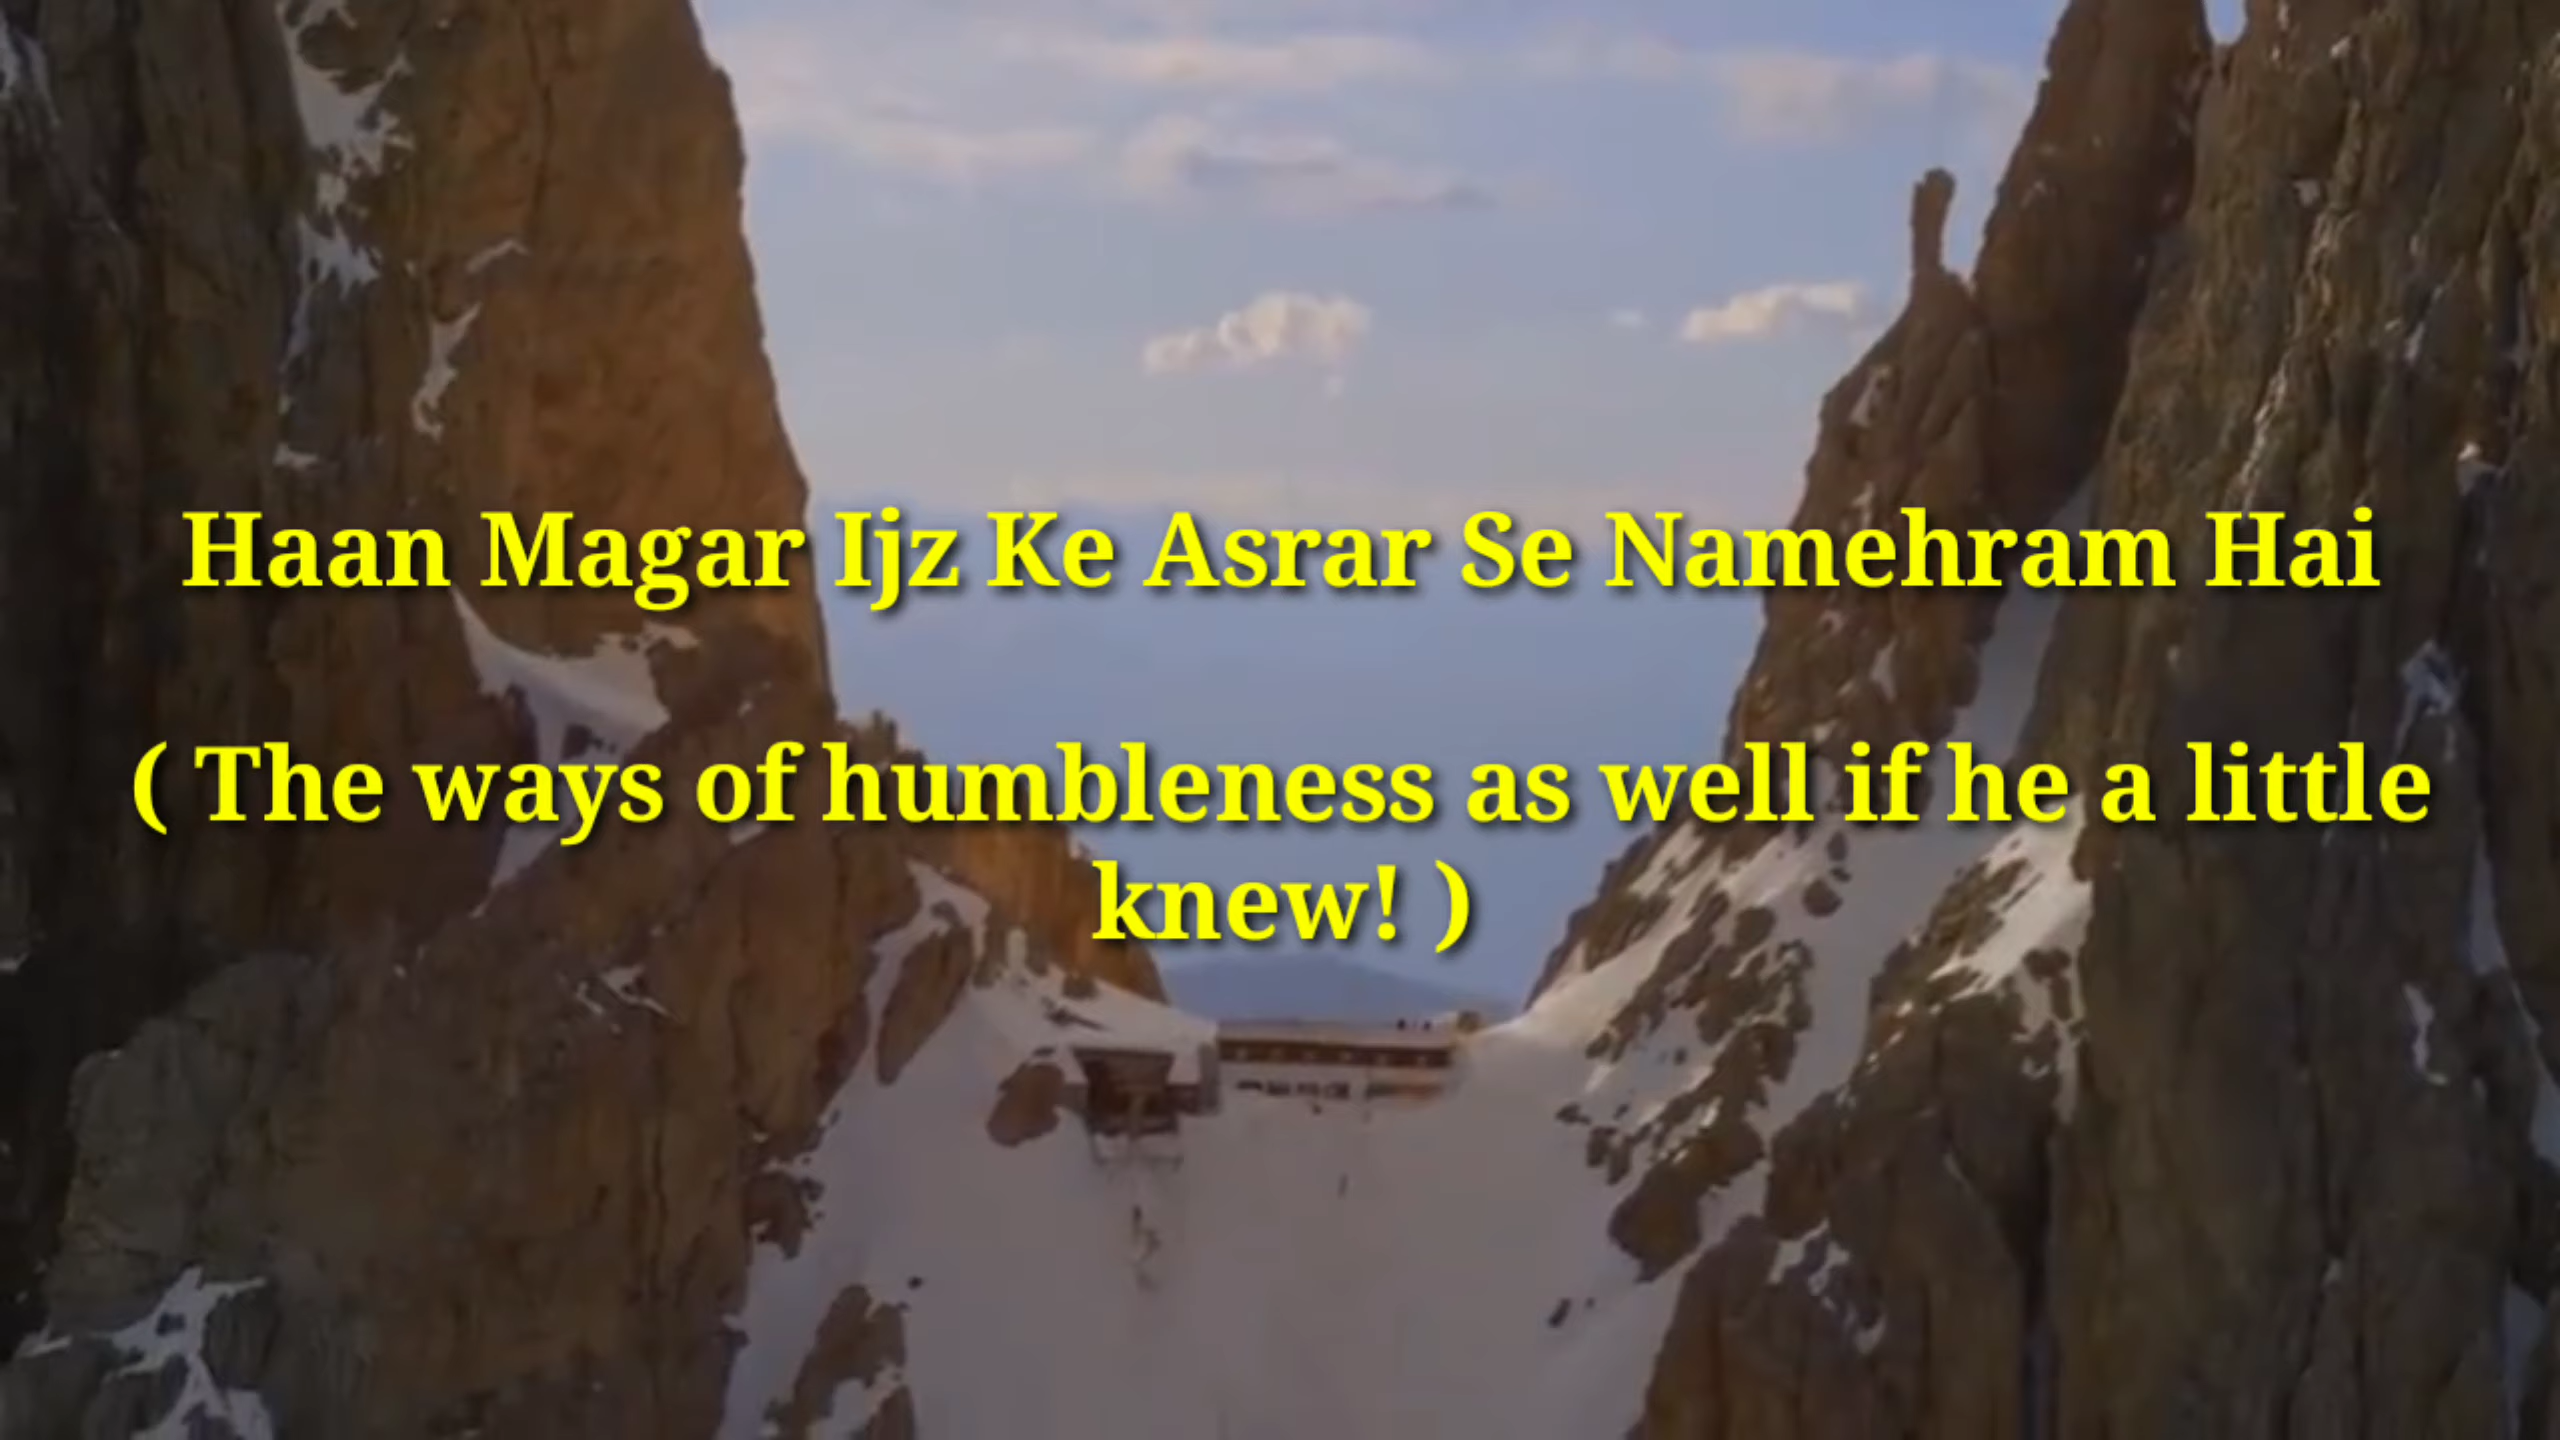 Haan Magar Ijz Ke Asrar Se Namehram Hai
( The ways of humbleness as well if he a little
knew! )